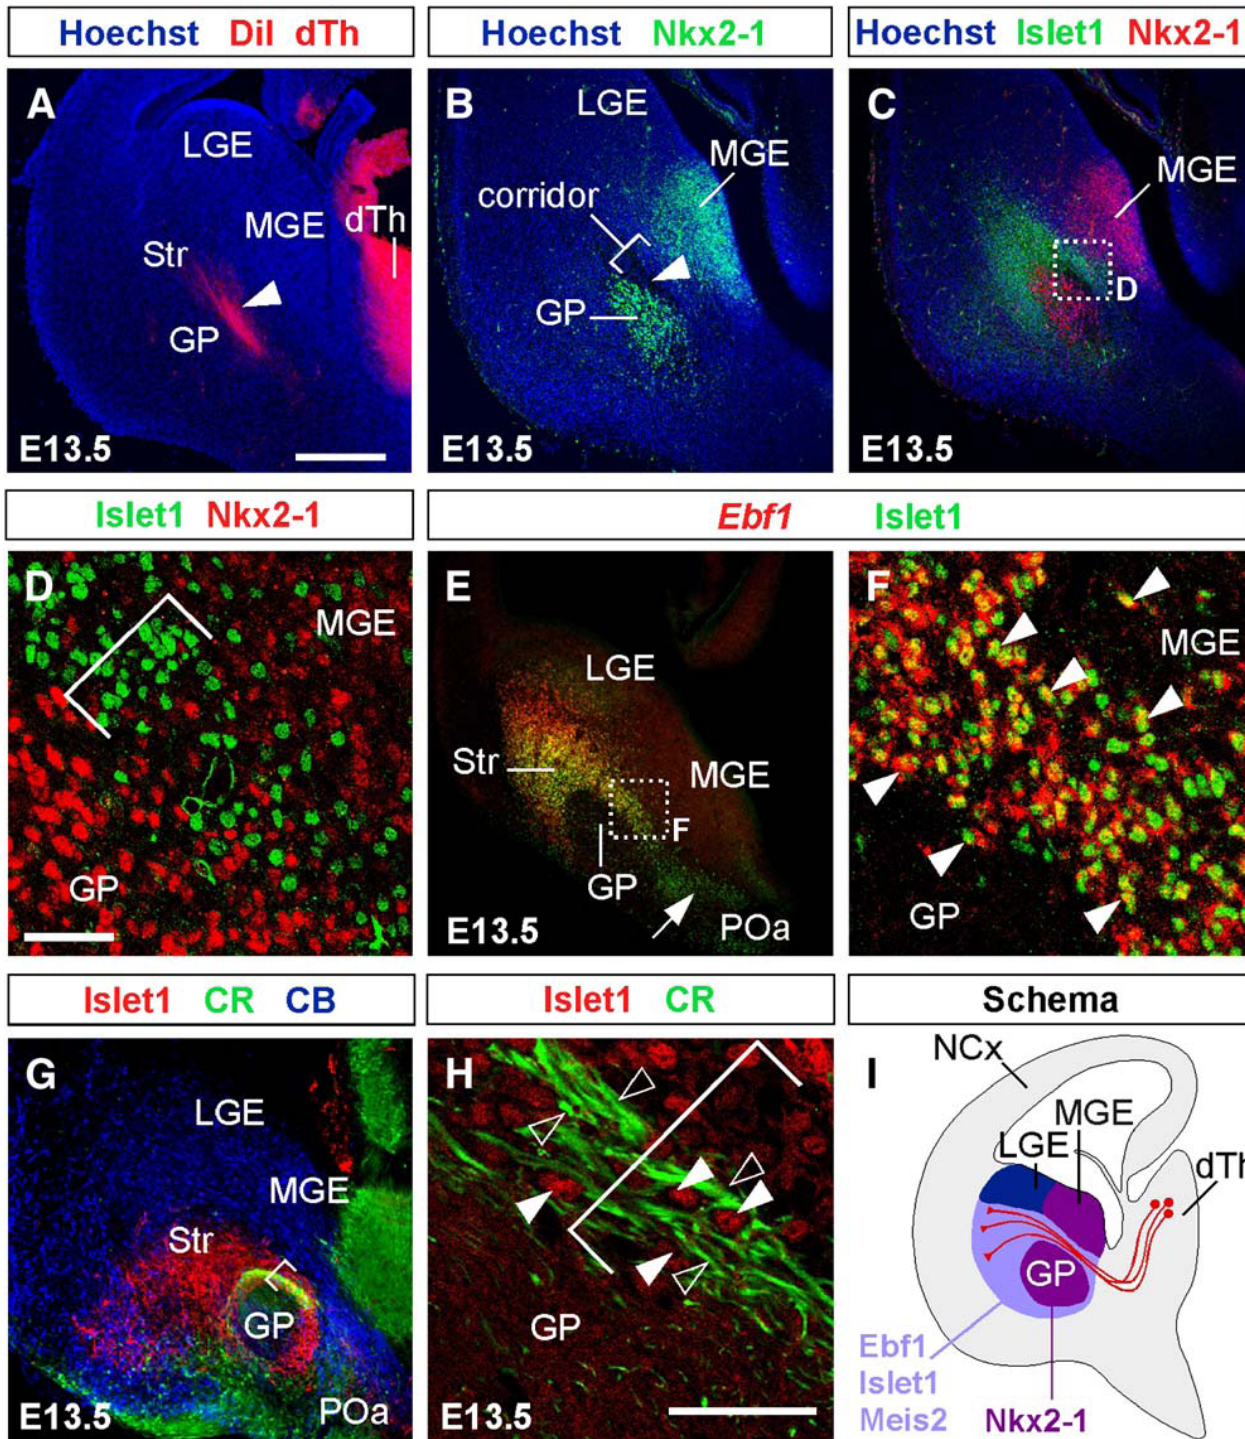 Hoechst DiI dTh
Hoechst Nkx2-1
Hoechst Islet1 Nkx2-1
A
LGE
MGE
dTh
Str
GP
E13.5
B
LGE
MGE
corridor
GP
E13.5
C
MGE
D
E13.5
Islet1 Nkx2-1
Ebf1 Islet1
D
MGE
GP
E
LGE
Str
MGE
F
GP
POa
E13.5
F
MGE
GP
Islet1 CR CB
Islet1 CR
Schema
G
LGE
MGE
Str
GP
POa
E13.5
H
GP
E13.5
I
NCx
MGE
LGE
dTh
GP
Ebf1
Islet1
Meis2
Nkx2-1